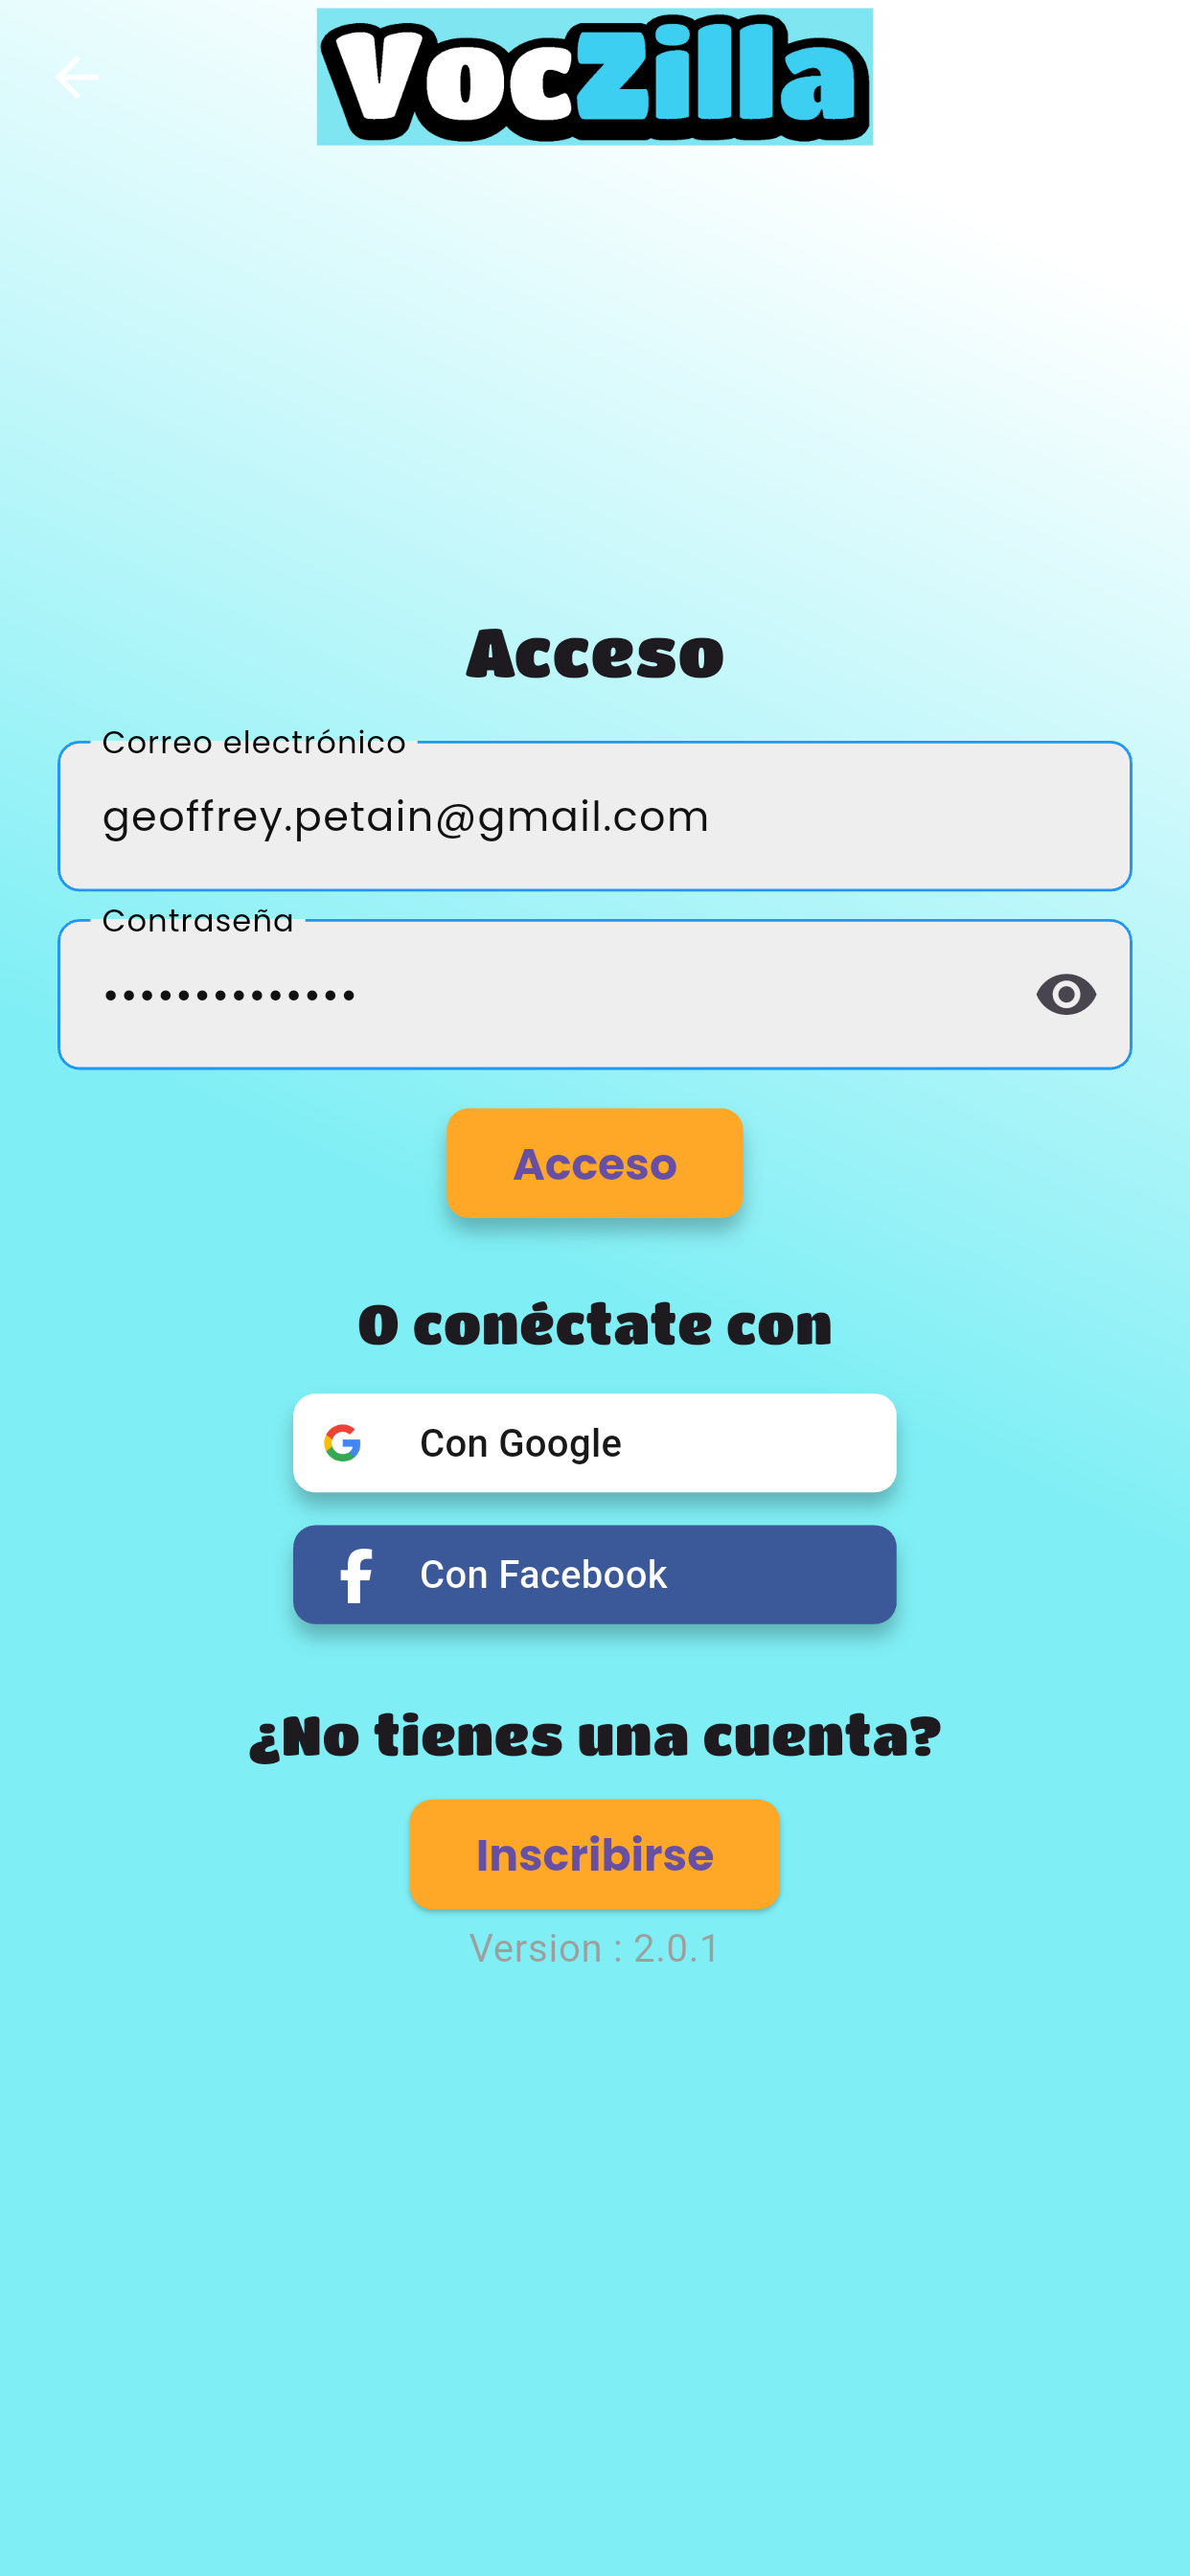 VocZilla
Acceso
Correo electrónico
geoffrey.petain@gmail.com
Contraseña
••••••••••••••
Acceso
O conéctate con
Con Google
Con Facebook
¿No tienes una cuenta?
Inscribirse
Version : 2.0.1